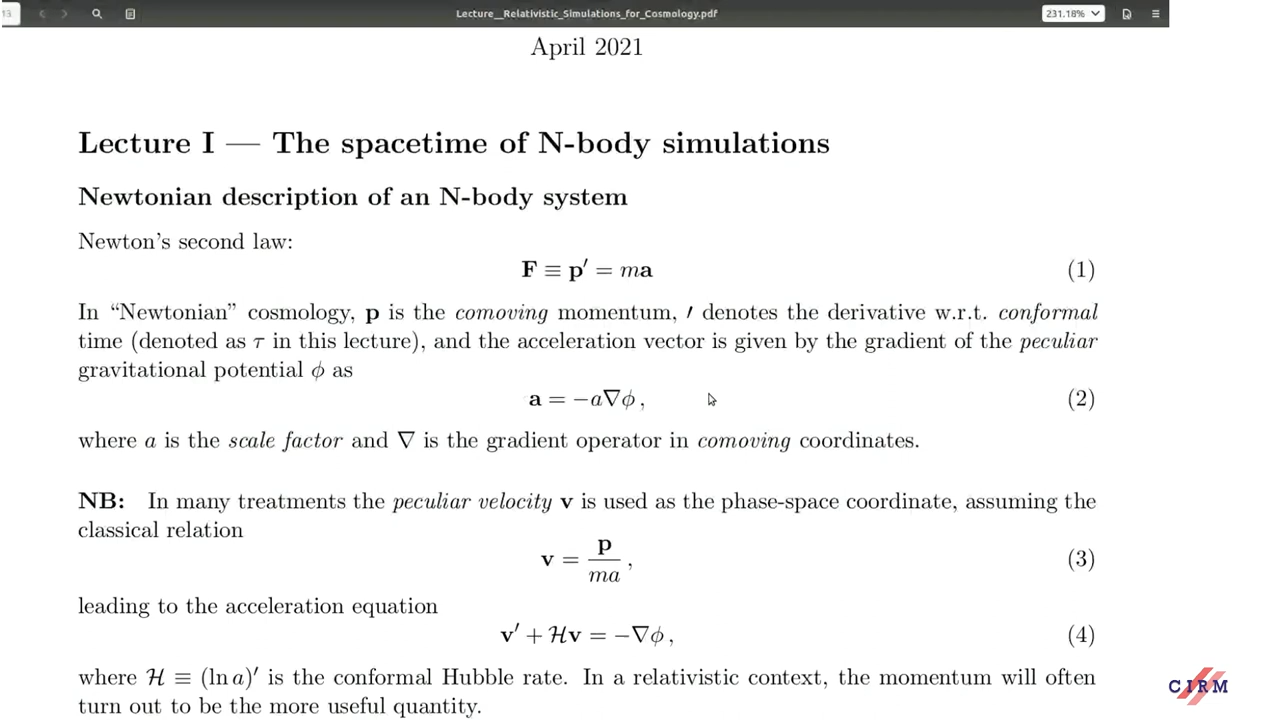 13
Lecture__Relativistic_Simulations_for_Cosmology.pdf
231.18%
April 2021
Lecture I — The spacetime of N-body simulations
Newtonian description of an N-body system
Newton's second law:
F ≡ p′ = ma (1)
In “Newtonian” cosmology, p is the comoving momentum, ′ denotes the derivative w.r.t. conformal
time (denoted as τ in this lecture), and the acceleration vector is given by the gradient of the peculiar
gravitational potential ϕ as
a = −a∇ϕ , (2)
where a is the scale factor and ∇ is the gradient operator in comoving coordinates.
NB: In many treatments the peculiar velocity v is used as the phase-space coordinate, assuming the
classical relation
v = p/ma , (3)
leading to the acceleration equation
v′ + ℋv = −∇ϕ , (4)
where ℋ ≡ (ln a)′ is the conformal Hubble rate. In a relativistic context, the momentum will often
turn out to be the more useful quantity.
CIRM